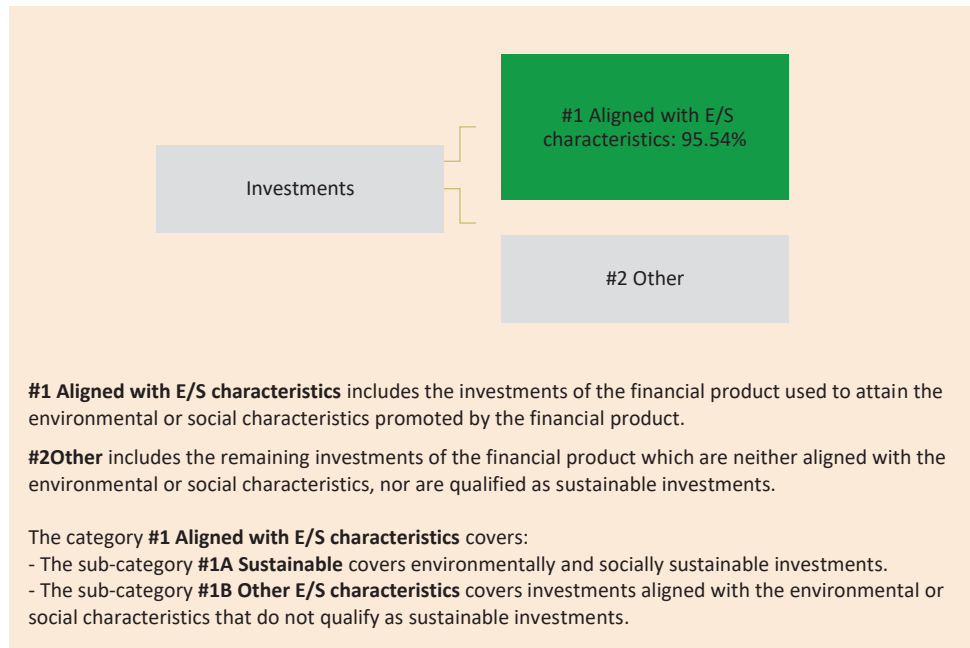 #1 Aligned with E/S
characteristics: 95.54%
Investments
#2 Other
#1 Aligned with E/S characteristics includes the investments of the financial product used to attain the
environmental or social characteristics promoted by the financial product.
#2Other includes the remaining investments of the financial product which are neither aligned with the
environmental or social characteristics, nor are qualified as sustainable investments.
The category #1 Aligned with E/S characteristics covers:
- The sub-category #1A Sustainable covers environmentally and socially sustainable investments.
- The sub-category #1B Other E/S characteristics covers investments aligned with the environmental or
social characteristics that do not qualify as sustainable investments.